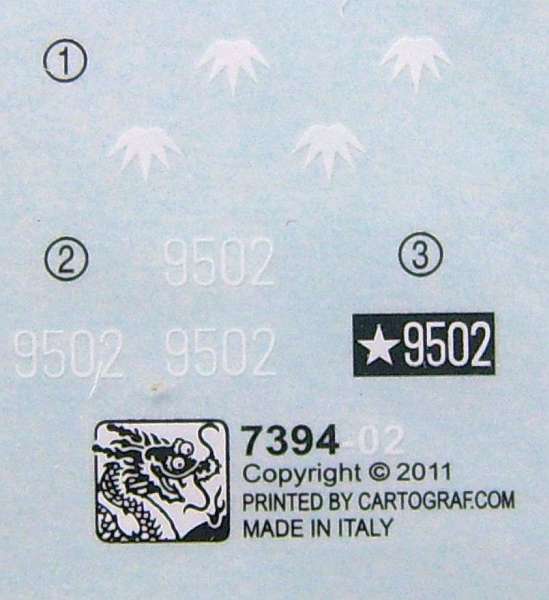 ①
② 9502 ③
9502 9502 ★9502
7394-02
Copyright © 2011
PRINTED BY CARTOGRAF.COM
MADE IN ITALY